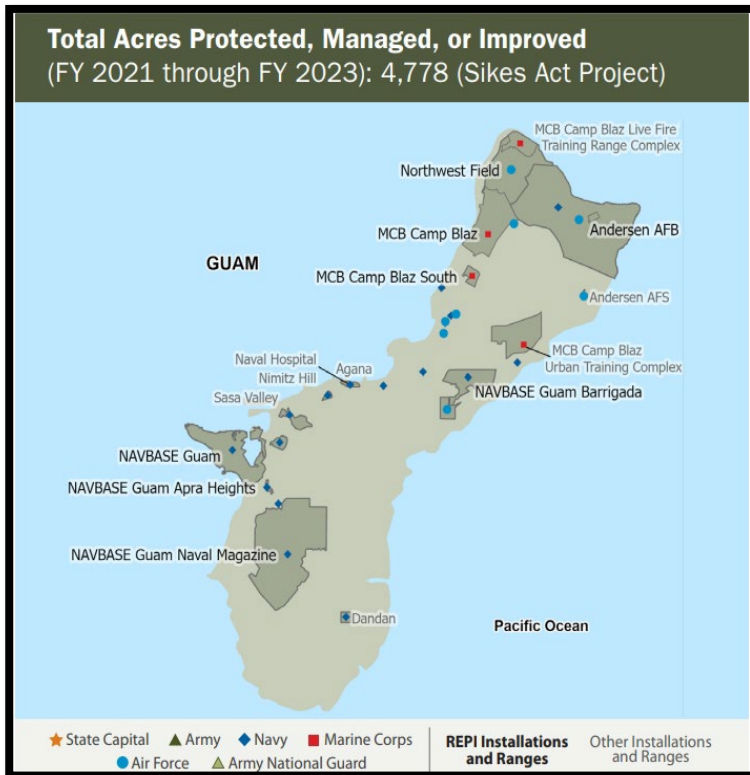 Total Acres Protected, Managed, or Improved
(FY 2021 through FY 2023): 4,778 (Sikes Act Project)
MCB Camp Blaz Live Fire
Training Range Complex
Northwest Field
MCB Camp Blaz
Andersen AFB
GUAM
MCB Camp Blaz South
Andersen AFS
Naval Hospital
Agana
MCB Camp Blaz
Urban Training Complex
Nimitz Hill
Sasa Valley
NAVBASE Guam Barrigada
NAVBASE Guam
NAVBASE Guam Apra Heights
NAVBASE Guam Naval Magazine
Dandan
Pacific Ocean
State Capital Army Navy Marine Corps
Air Force Army National Guard
REPI Installations
and Ranges
Other Installations
and Ranges